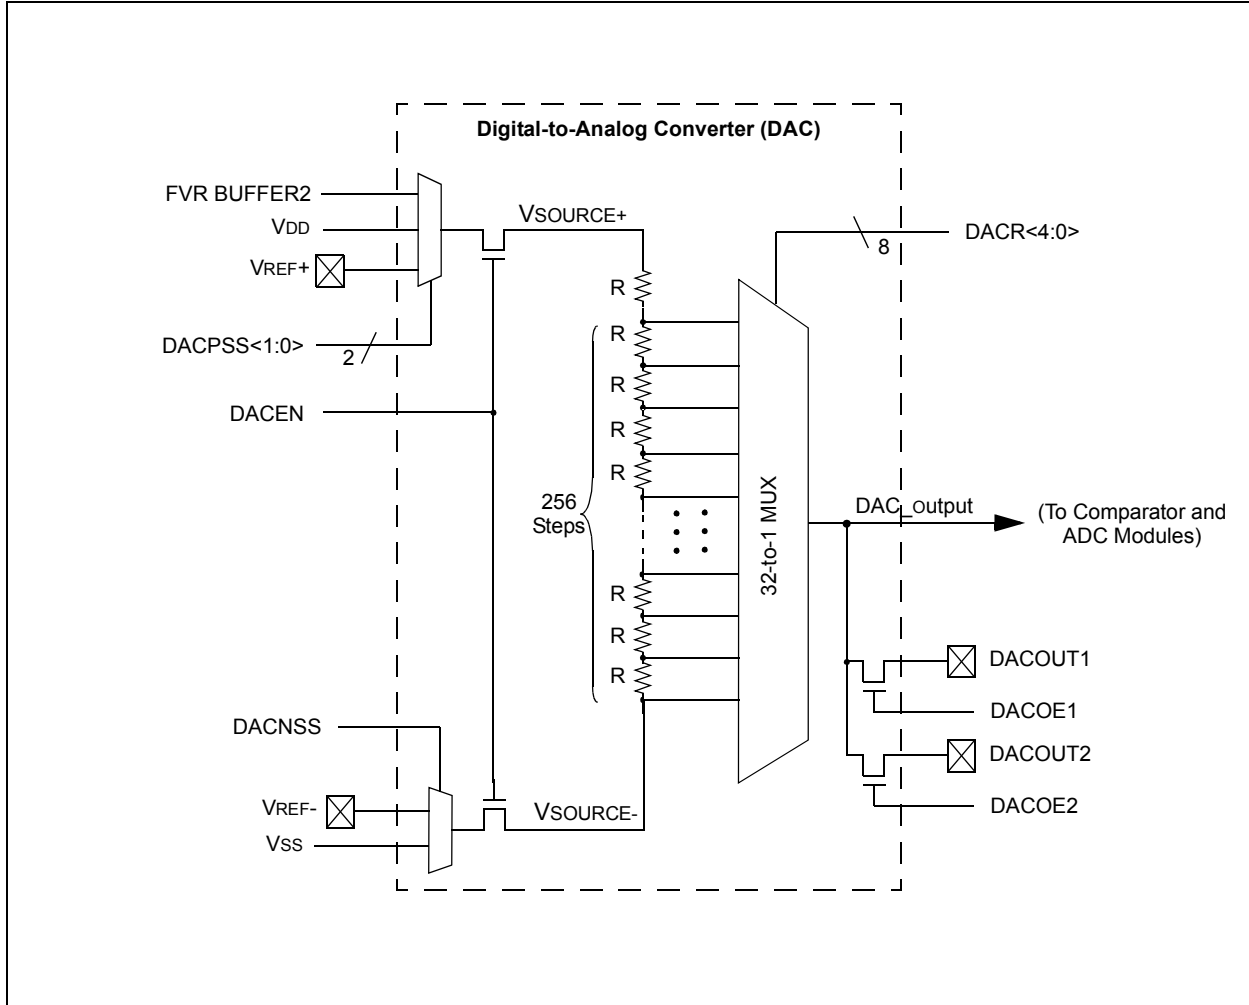 Digital-to-Analog Converter (DAC)
FVR BUFFER2
VDD
VREF+
DACPSS<1:0>
2
DACEN
VSOURCE+
R
R
R
R
R
256
Steps
R
R
R
32-to-1 MUX
8
DACR<4:0>
DAC_output
(To Comparator and
ADC Modules)
DACOUT1
DACOE1
DACOUT2
DACOE2
DACNSS
VREF-
VSS
VSOURCE-